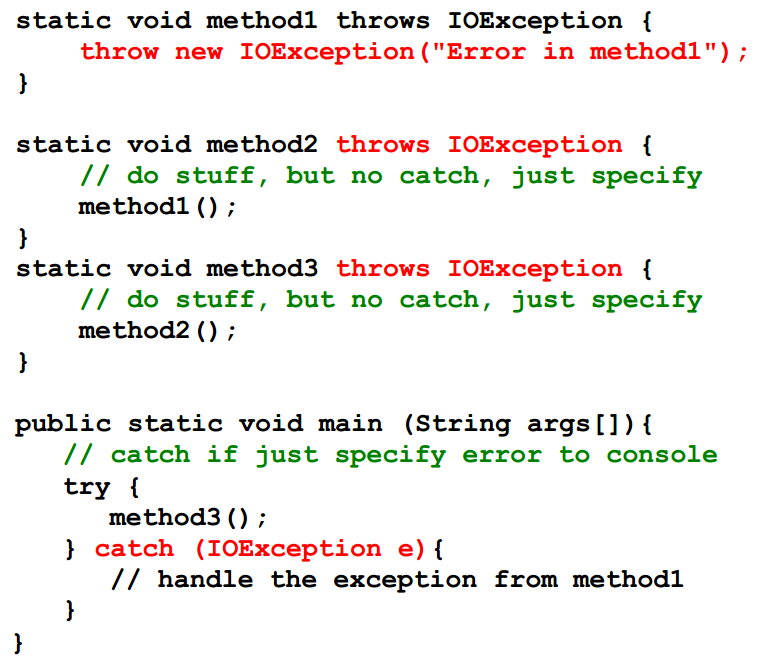 static void method1 throws IOException {
    throw new IOException("Error in method1");
}

static void method2 throws IOException {
    // do stuff, but no catch, just specify
    method1();
}
static void method3 throws IOException {
    // do stuff, but no catch, just specify
    method2();
}

public static void main (String args[]){
   // catch if just specify error to console
   try {
      method3();
   } catch (IOException e){
      // handle the exception from method1
   }
}